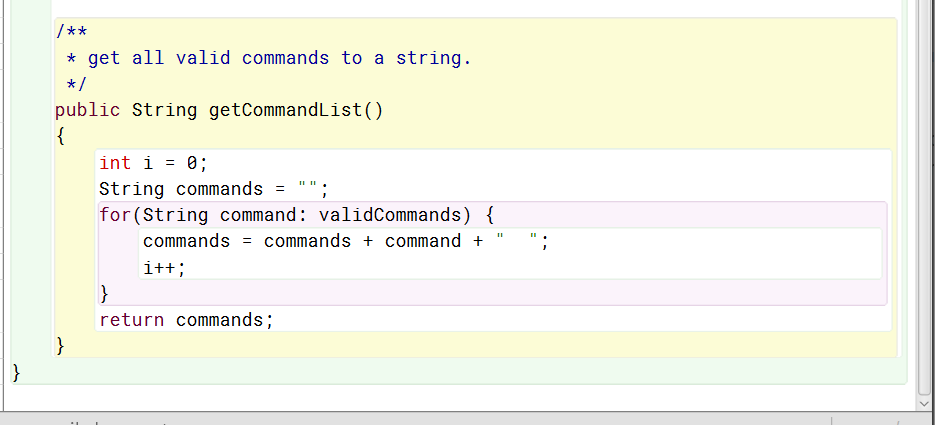 /**
 * get all valid commands to a string.
 */
public String getCommandList()
{
    int i = 0;
    String commands = "";
    for(String command: validCommands) {
        commands = commands + command + "  ";
        i++;
    }
    return commands;
}
}